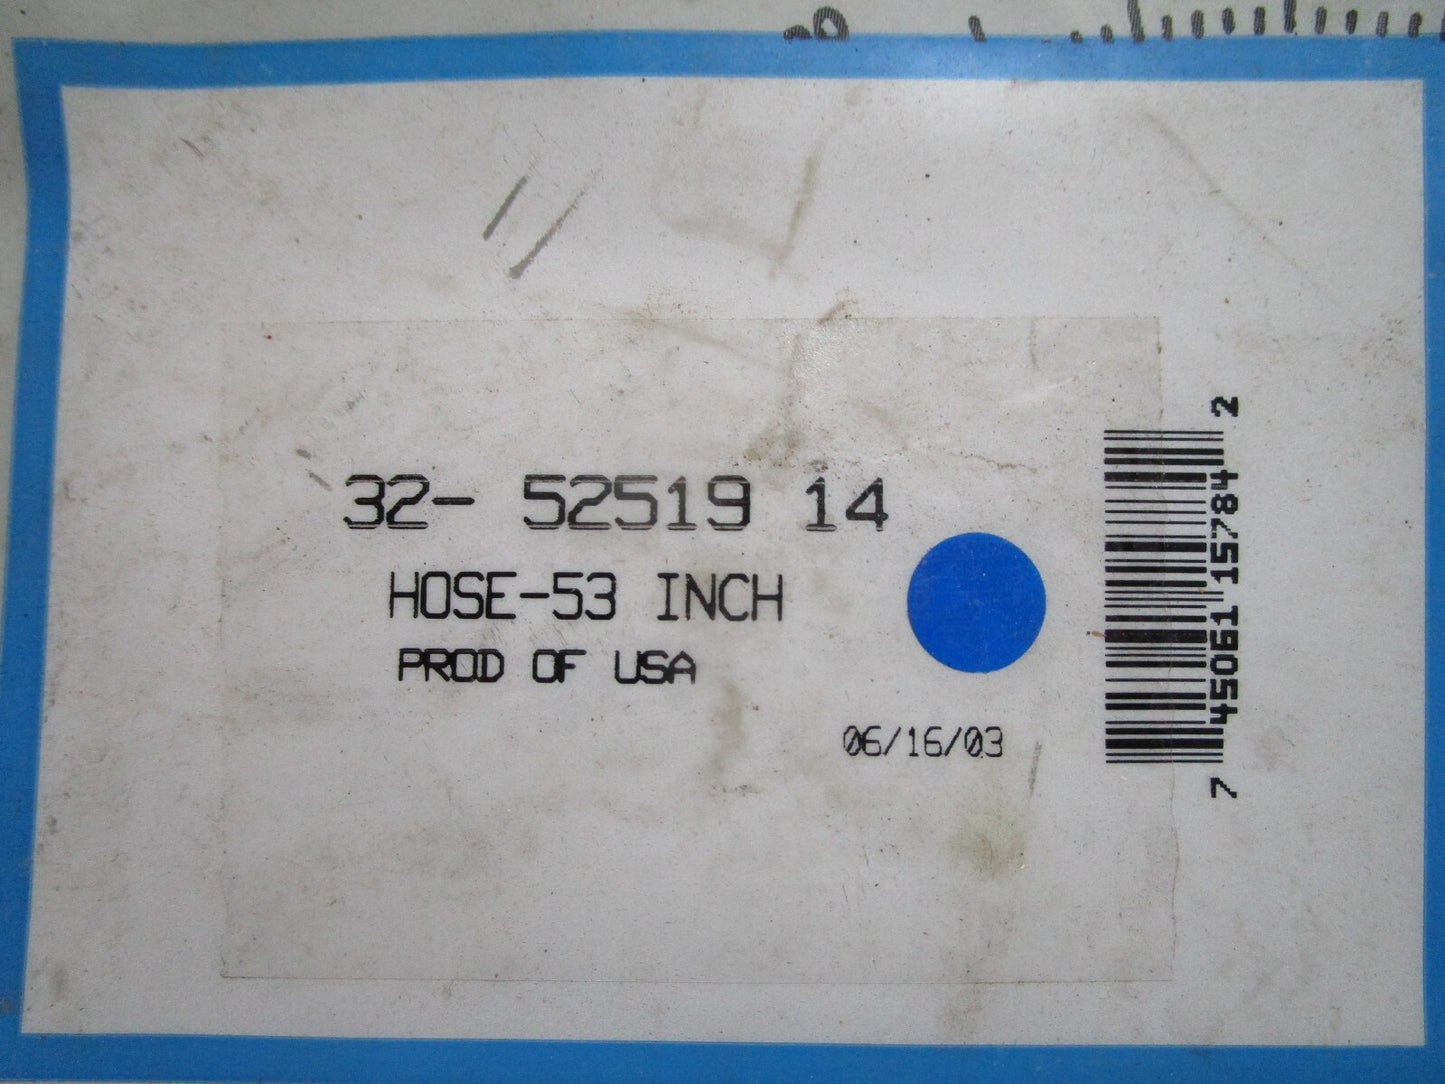 32- 52519 14
HOSE-53 INCH
PROD OF USA
06/16/03
7 45061 15784 2